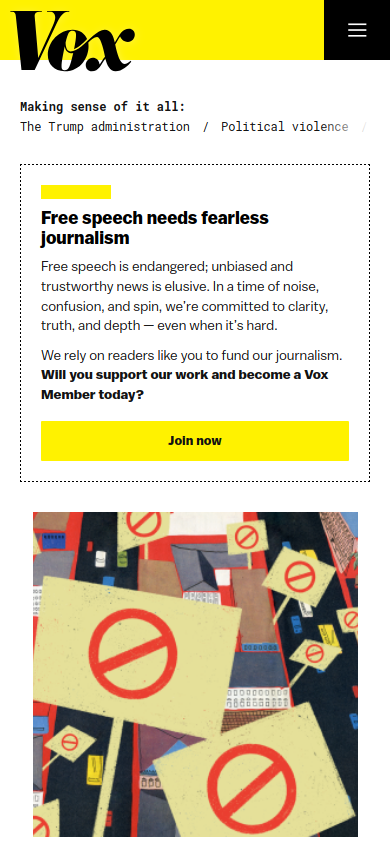 Vox
Making sense of it all:
The Trump administration / Political violence /
Free speech needs fearless
journalism
Free speech is endangered; unbiased and
trustworthy news is elusive. In a time of noise,
confusion, and spin, we're committed to clarity,
truth, and depth — even when it's hard.
We rely on readers like you to fund our journalism.
Will you support our work and become a Vox
Member today?
Join now